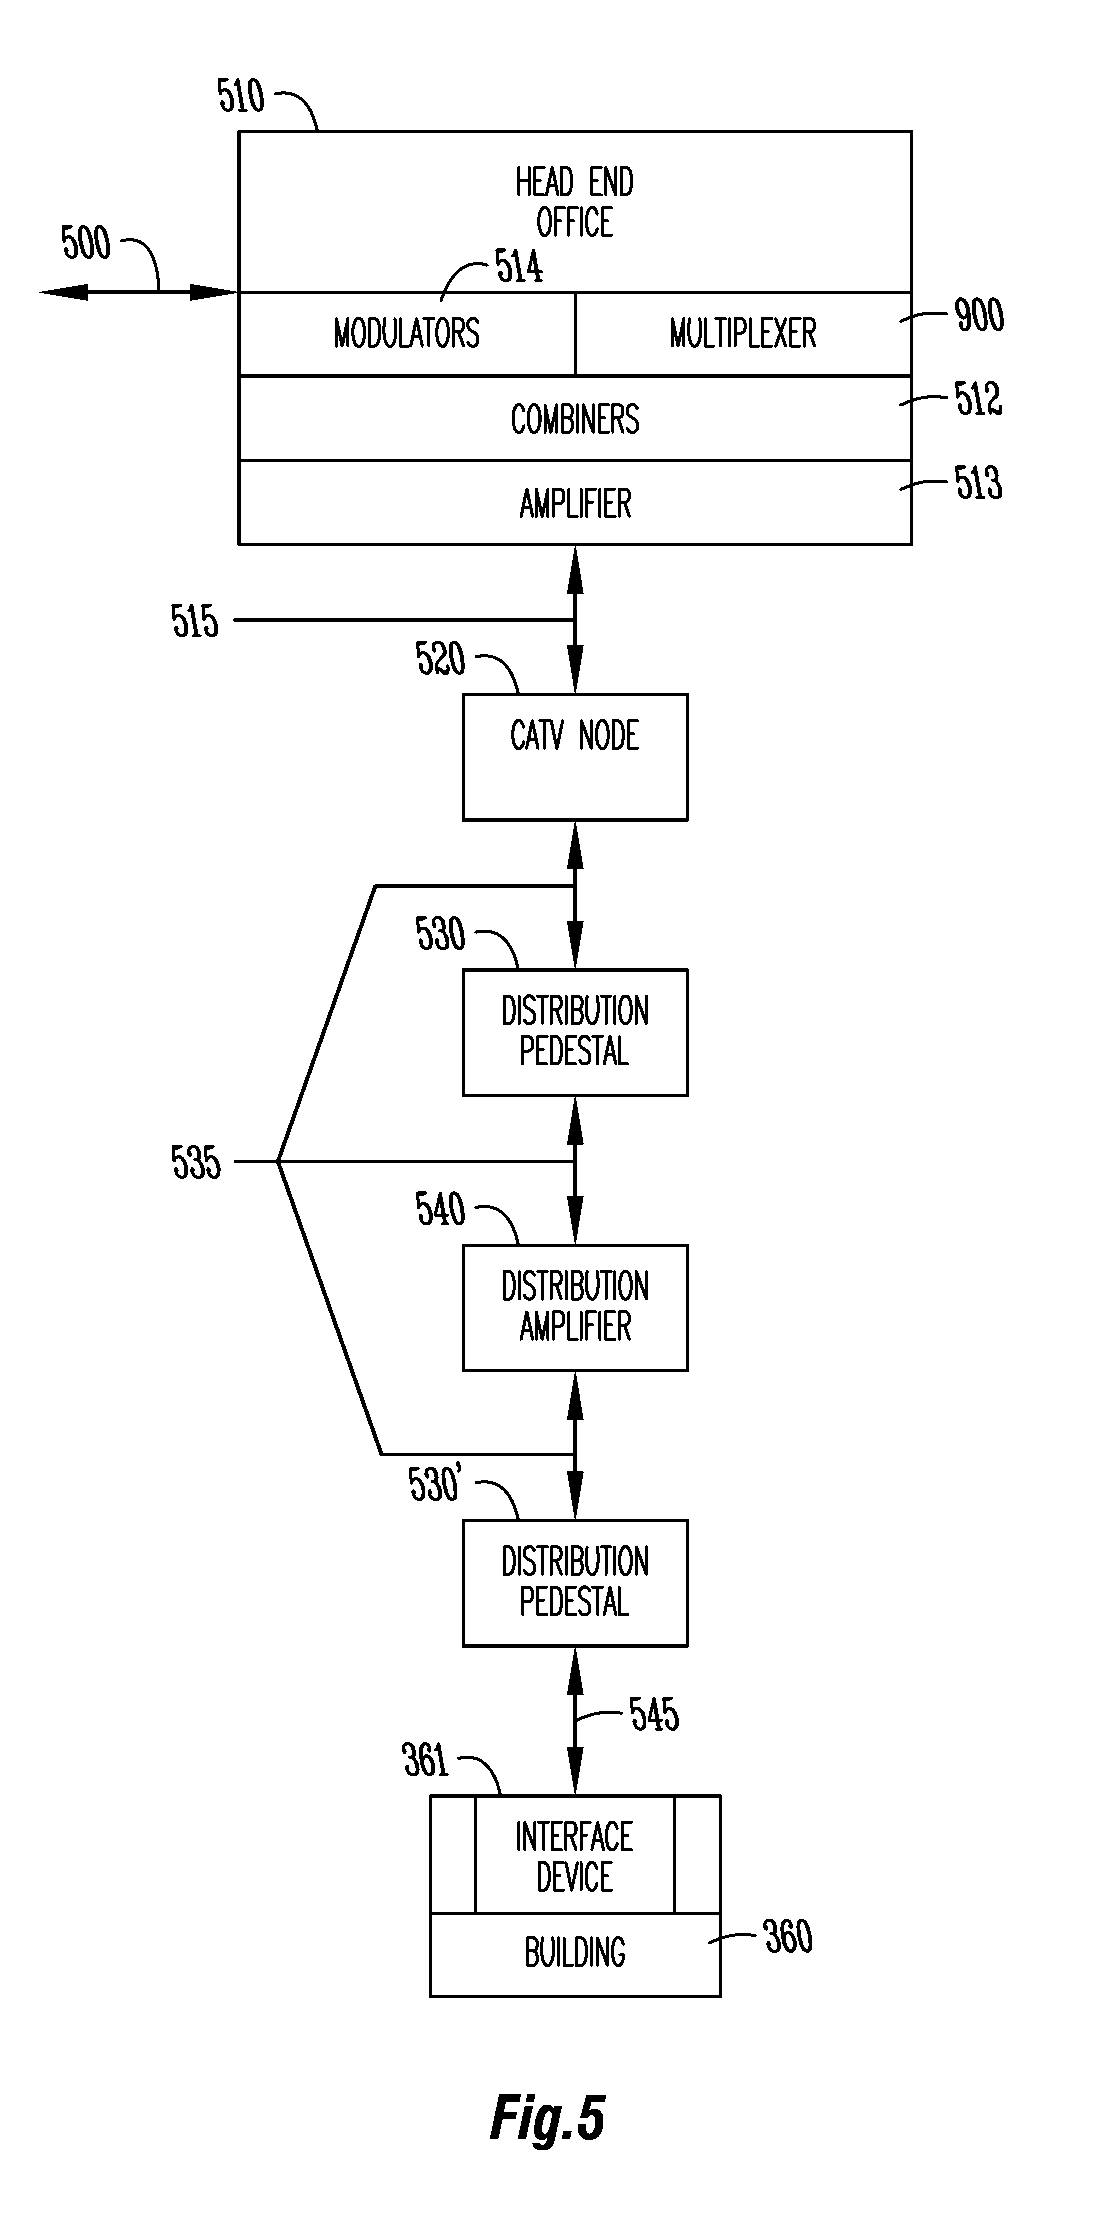 510
HEAD END
OFFICE
500
514
MODULATORS
MULTIPLEXER
900
COMBINERS
512
AMPLIFIER
513
515
520
CATV NODE
530
DISTRIBUTION
PEDESTAL
535
540
DISTRIBUTION
AMPLIFIER
530'
DISTRIBUTION
PEDESTAL
545
361
INTERFACE
DEVICE
BUILDING
360
Fig.5